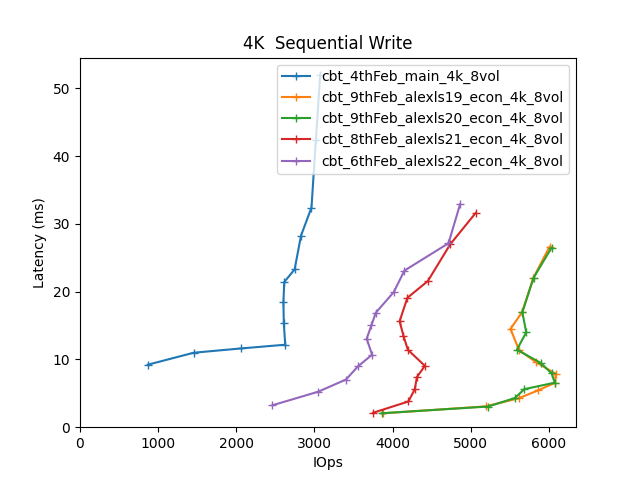 4K  Sequential Write
50
40
30
20
10
0
Latency (ms)
cbt_4thFeb_main_4k_8vol
cbt_9thFeb_alexls19_econ_4k_8vol
cbt_9thFeb_alexls20_econ_4k_8vol
cbt_8thFeb_alexls21_econ_4k_8vol
cbt_6thFeb_alexls22_econ_4k_8vol
0 1000 2000 3000 4000 5000 6000
IOps